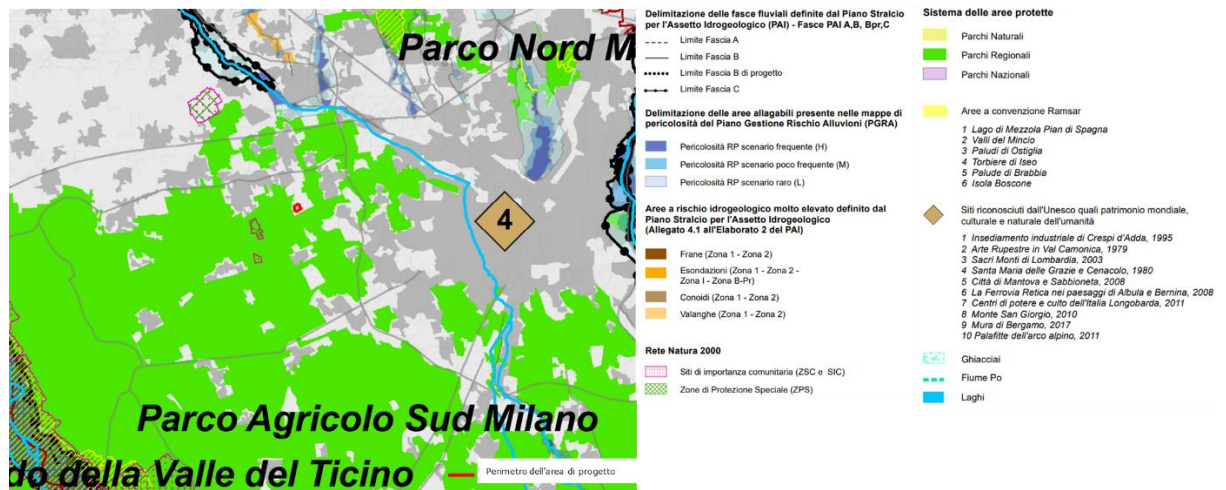 Parco Nord M
4
Parco Agricolo Sud Milano
do della Valle del Ticino
Perimetro dell'area di progetto
Delimitazione delle fasce fluviali definite dal Piano Stralcio
per l'Assetto Idrogeologico (PAI) - Fasce PAI A,B, Bpr,C
Limite Fascia A
Limite Fascia B
Limite Fascia B di progetto
Limite Fascia C
Delimitazione delle aree allagabili presente nelle mappe di
pericolosità del Piano Gestione Rischio Alluvioni (PGRA)
Pericolosità RP scenario frequente (H)
Pericolosità RP scenario poco frequente (M)
Pericolosità RP scenario raro (L)
Aree a rischio idrogeologico molto elevato definito dal
Piano Stralcio per l'Assetto Idrogeologico
(Allegato 4.1 all'Elaborato 2 del PAI)
Frane (Zona 1 - Zona 2)
Esondazioni (Zona 1 - Zona 2 -
Zona I - Zona B-Pr)
Conoidi (Zona 1 - Zona 2)
Valanghe (Zona 1 - Zona 2)
Rete Natura 2000
Siti di importanza comunitaria (ZSC e SIC)
Zone di Protezione Speciale (ZPS)
Sistema delle aree protette
Parchi Naturali
Parchi Regionali
Parchi Nazionali
Aree a convenzione Ramsar
1 Lago di Mezzola Pian di Spagna
2 Valli del Mincio
3 Paludi di Ostiglia
4 Torbiere di Iseo
5 Palude di Brabbia
6 Isola Boscone
Siti riconosciuti dall'Unesco quali patrimonio mondiale,
culturale e naturale dell'umanità
1 Insediamento industriale di Crespi d'Adda, 1995
2 Arte Rupestre in Val Camonica, 1979
3 Sacri Monti di Lombardia, 2003
4 Santa Maria delle Grazie e Cenacolo, 1980
5 Città di Mantova e Sabbioneta, 2008
6 La Ferrovia Retica nei paesaggi di Albula e Bernina, 2008
7 Centri di potere e culto dell'Italia Longobarda, 2011
8 Monte San Giorgio, 2010
9 Mura di Bergamo, 2017
10 Palafitte dell'arco alpino, 2011
Ghiacciai
Fiume Po
Laghi